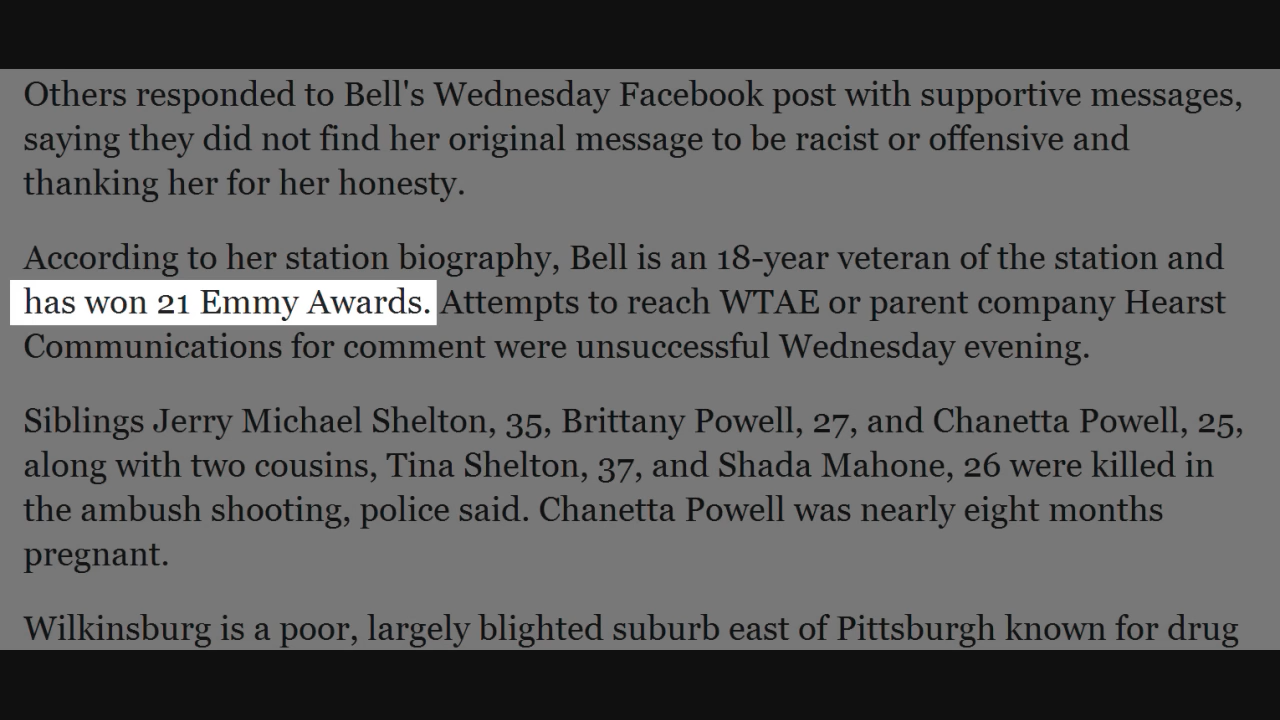 Others responded to Bell's Wednesday Facebook post with supportive messages,
saying they did not find her original message to be racist or offensive and
thanking her for her honesty.
According to her station biography, Bell is an 18-year veteran of the station and
has won 21 Emmy Awards. Attempts to reach WTAE or parent company Hearst
Communications for comment were unsuccessful Wednesday evening.
Siblings Jerry Michael Shelton, 35, Brittany Powell, 27, and Chanetta Powell, 25,
along with two cousins, Tina Shelton, 37, and Shada Mahone, 26 were killed in
the ambush shooting, police said. Chanetta Powell was nearly eight months
pregnant.
Wilkinsburg is a poor, largely blighted suburb east of Pittsburgh known for drug